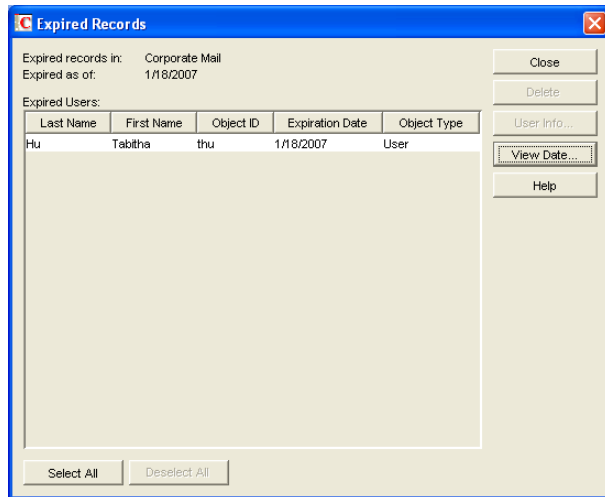 Expired Records
Expired records in: Corporate Mail
Expired as of: 1/18/2007
Expired Users:
Last Name First Name Object ID Expiration Date Object Type
Hu Tabitha thu 1/18/2007 User
Close
Delete
User Info...
View Date...
Help
Select All Deselect All